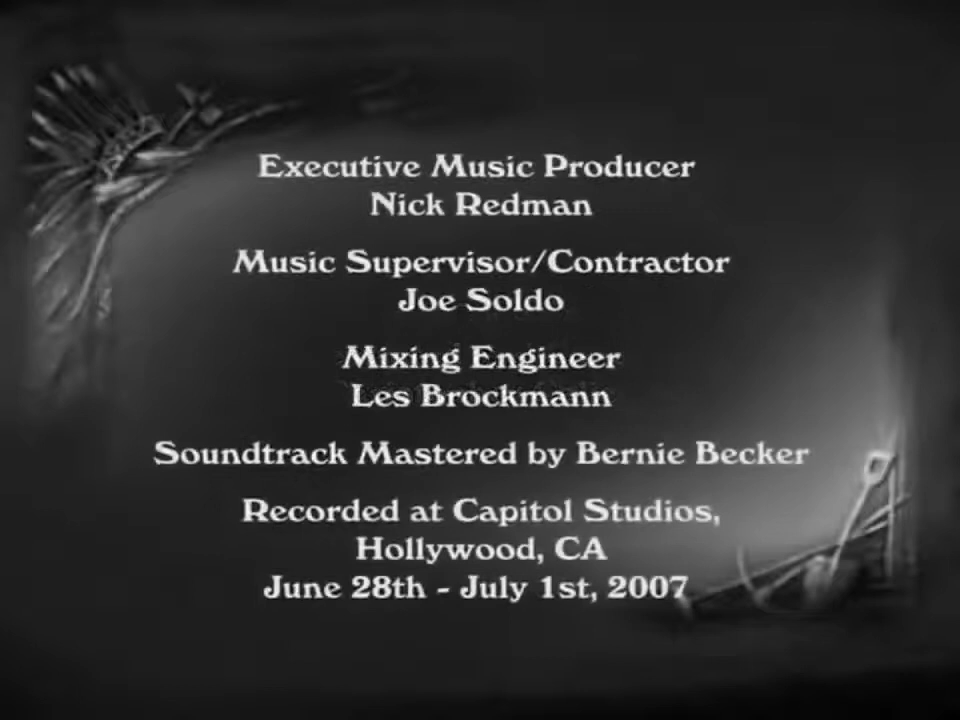 Executive Music Producer
Nick Redman
Music Supervisor/Contractor
Joe Soldo
Mixing Engineer
Les Brockmann
Soundtrack Mastered by Bernie Becker
Recorded at Capitol Studios,
Hollywood, CA
June 28th - July 1st, 2007